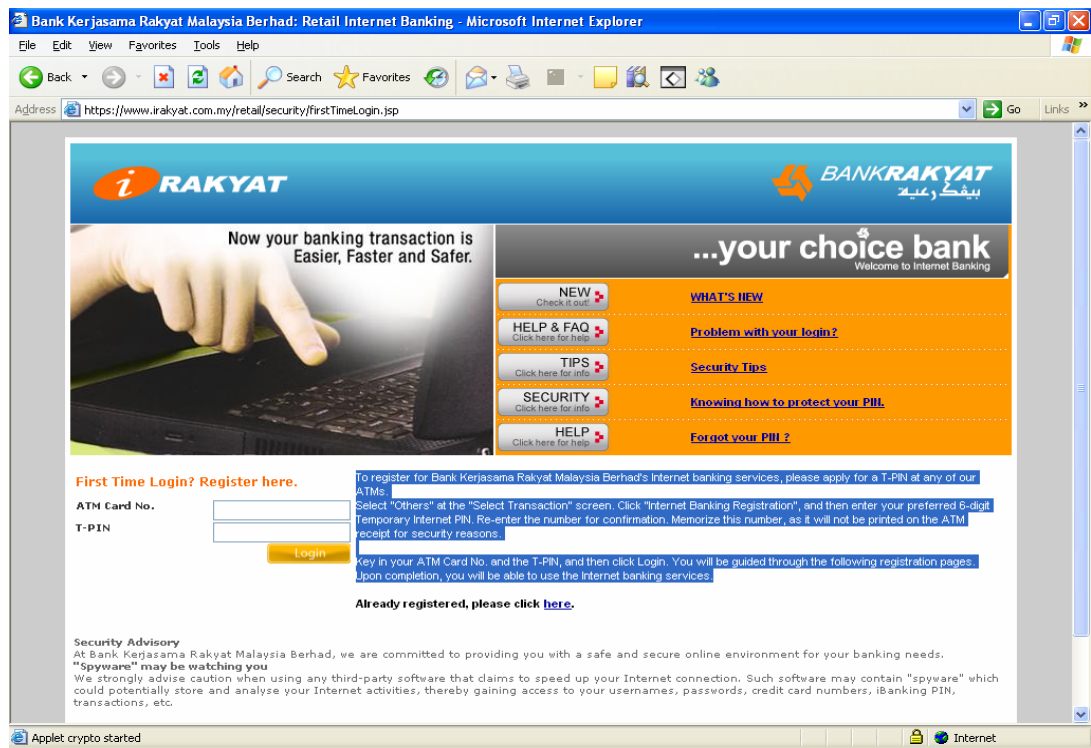 Bank Kerjasama Rakyat Malaysia Berhad: Retail Internet Banking - Microsoft Internet Explorer
File Edit View Favorites Tools Help
Back Search Favorites
Address https://www.irakyat.com.my/retail/security/firstTimeLogin.jsp Go Links »
i RAKYAT
BANKRAKYAT
بيڤك رعية
Now your banking transaction is
Easier, Faster and Safer.
...your choice bank
Welcome to Internet Banking
NEW
Check it out!
WHAT'S NEW
HELP & FAQ
Click here for help
Problem with your login?
TIPS
Click here for info
Security Tips
SECURITY
Click here for info
Knowing how to protect your PIN.
HELP
Click here for help
Forgot your PIN ?
First Time Login? Register here.
ATM Card No.
T-PIN
Login
To register for Bank Kerjasama Rakyat Malaysia Berhad's Internet banking services, please apply for a T-PIN at any of our
ATMs.
Select "Others" at the "Select Transaction" screen. Click "Internet Banking Registration", and then enter your preferred 6-digit
Temporary Internet PIN. Re-enter the number for confirmation. Memorize this number, as it will not be printed on the ATM
receipt for security reasons.
Key in your ATM Card No. and the T-PIN, and then click Login. You will be guided through the following registration pages.
Upon completion, you will be able to use the Internet banking services.
Already registered, please click here.
Security Advisory
At Bank Kerjasama Rakyat Malaysia Berhad, we are committed to providing you with a safe and secure online environment for your banking needs.
"Spyware" may be watching you
We strongly advise caution when using any third-party software that claims to speed up your Internet connection. Such software may contain "spyware" which
could potentially store and analyse your Internet activities, thereby gaining access to your usernames, passwords, credit card numbers, iBanking PIN,
transactions, etc.
Applet crypto started Internet